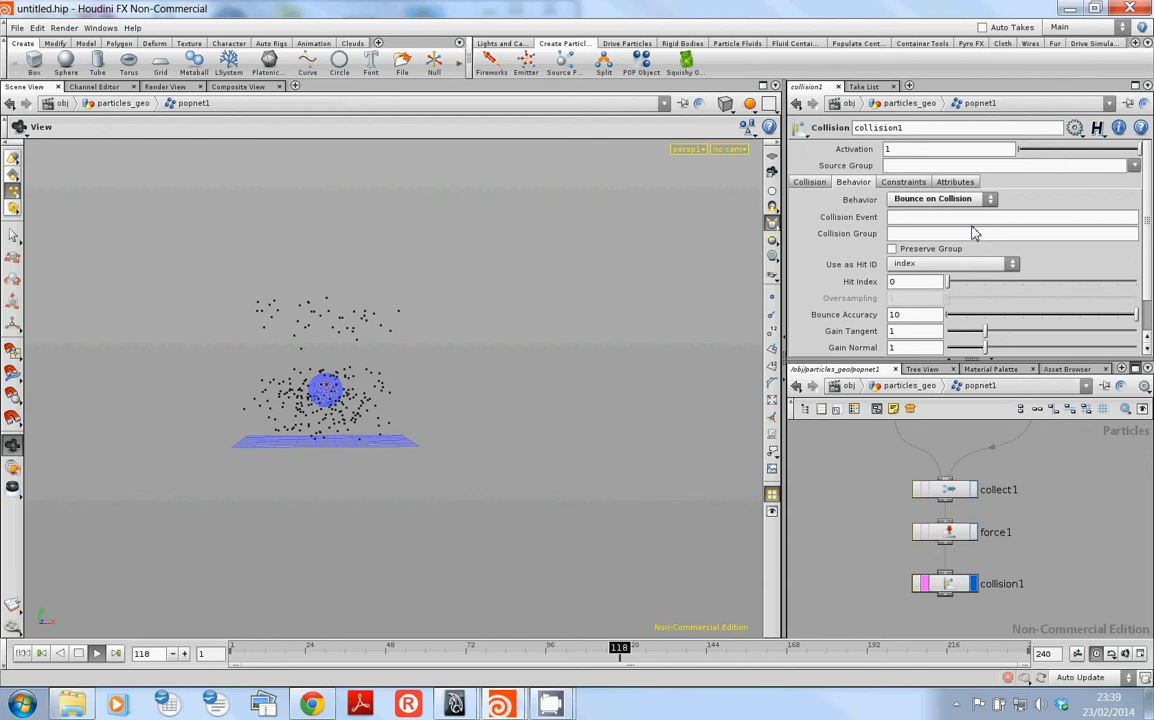 untitled.hip - Houdini FX Non-Commercial
File Edit Render Windows Help
Auto Takes Main
Create Modify Model Polygon Deform Texture Character Auto Rigs Animation Clouds
Lights and Ca... Create Particl... Drive Particles Rigid Bodies Particle Fluids Fluid Contai... Populate Cont... Container Tools Pyro FX Cloth Wires Fur Drive Simula...
Box Sphere Tube Torus Grid Metaball LSystem Platonic... Curve Circle Font File Null
Fireworks Emitter Source P... Split POP Object Squishy O...
Scene View Channel Editor Render View Composite View
collision1 Take List
obj particles_geo popnet1
obj particles_geo popnet1
View
persp1 no cam
Collision collision1
Activation 1
Source Group
Collision Behavior Constraints Attributes
Behavior Bounce on Collision
Collision Event
Collision Group
Preserve Group
Use as Hit ID index
Hit Index 0
Oversampling 1
Bounce Accuracy 10
Gain Tangent 1
Gain Normal 1
/obj/particles_geo/popnet1 Tree View Material Palette Asset Browser
obj particles_geo popnet1
Particles
collect1
force1
collision1
Non-Commercial Edition
Non-Commercial Edition
118 1
1 24 48 72 96 118 20 144 168 192 216 2
240
Auto Update
23:39
23/02/2014